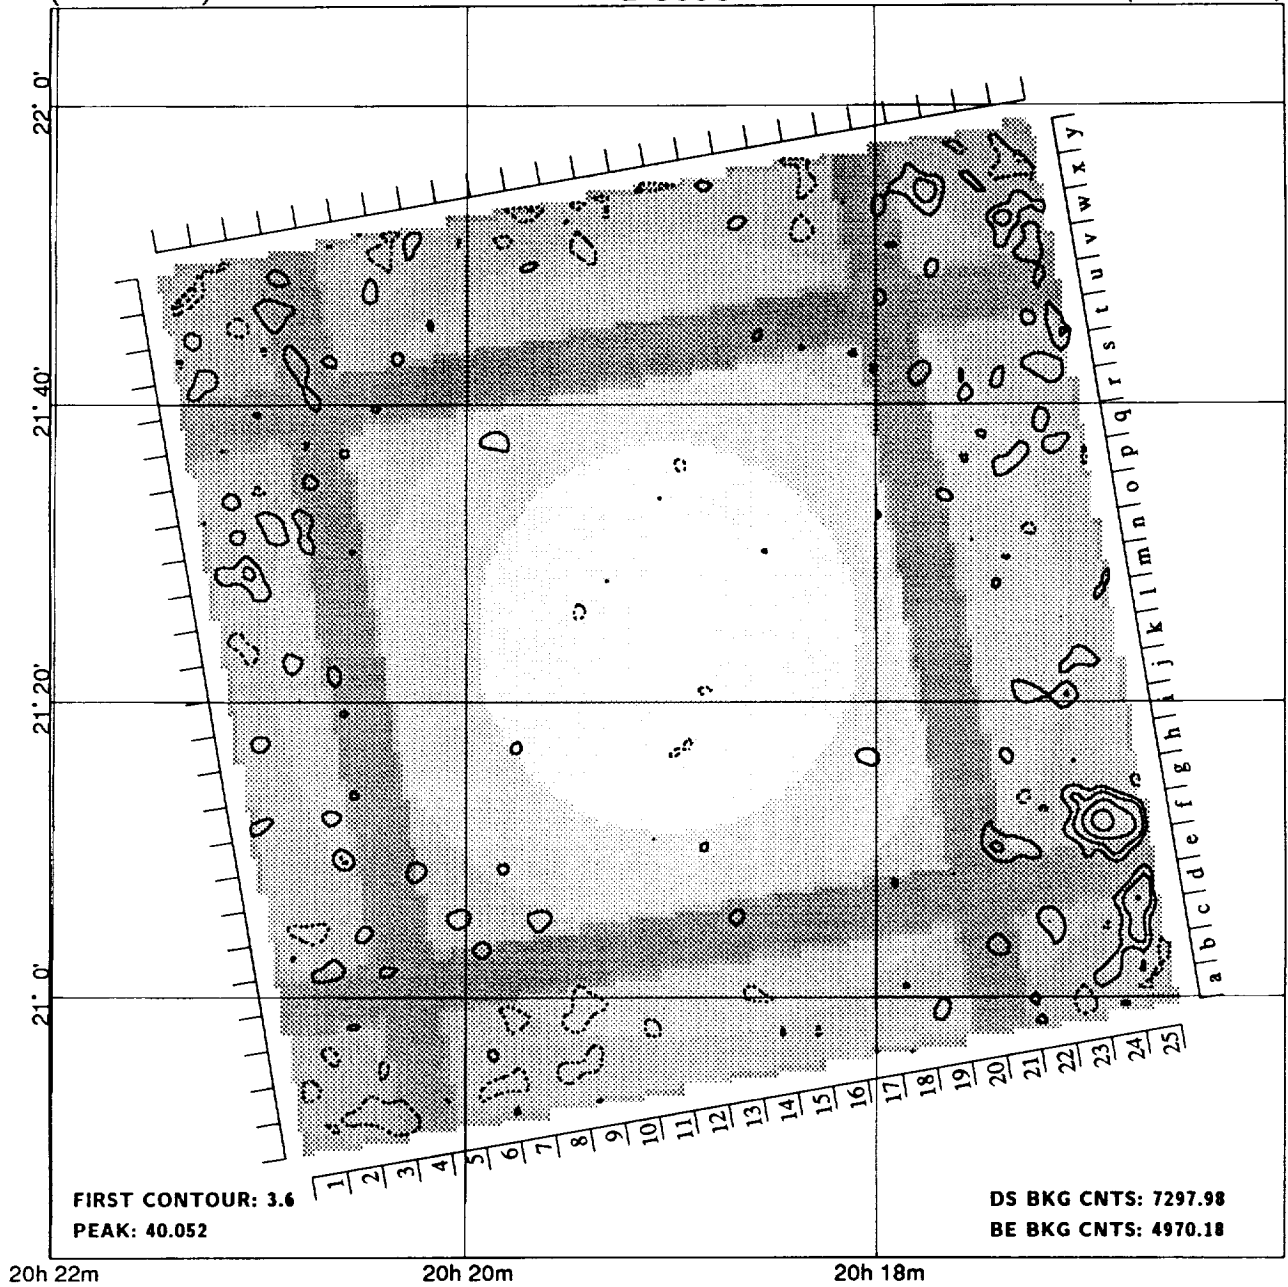 22° 0'
21° 40'
21° 20'
21° 0'
a b c d e f g h i j k l m n o p q r s t u v w x y
1 2 3 4 5 6 7 8 9 10 11 12 13 14 15 16 17 18 19 20 21 22 23 24 25
FIRST CONTOUR: 3.6
PEAK: 40.052
DS BKG CNTS: 7297.98
BE BKG CNTS: 4970.18
20h 22m
20h 20m
20h 18m